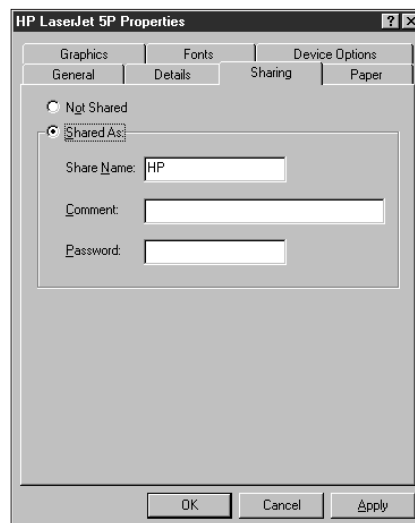 HP LaserJet 5P Properties
Graphics Fonts Device Options
General Details Sharing Paper
Not Shared
Shared As:
Share Name: HP
Comment:
Password:
OK Cancel Apply